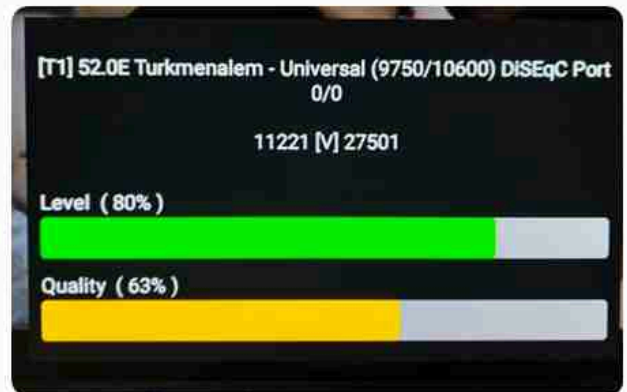 [T1] 52.0E Turkmenalem - Universal (9750/10600) DiSEqC Port
0/0
11221 [V] 27501
Level ( 80% )
Quality ( 63% )